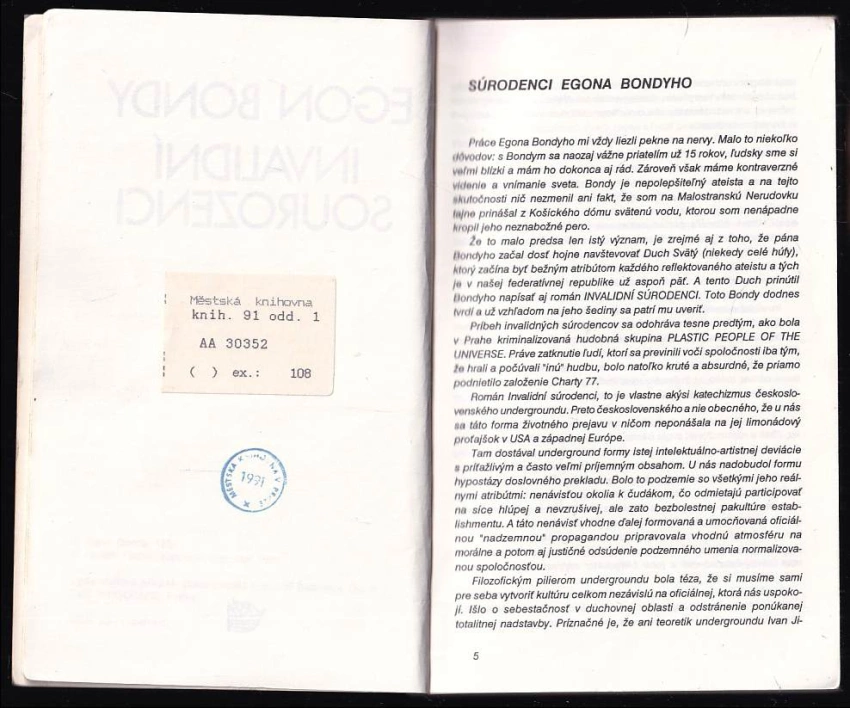 EGON BONDY
INVALIDNÍ
SOUROZENCI
Městská knihovna
knih. 91 odd. 1
AA 30352
( ) ex.: 108
MĚSTSKÁ KNIHOVNA V PRAZE
1991
SÚRODENCI EGONA BONDYHO
Práce Egona Bondyho mi vždy liezli pekne na nervy. Malo to niekoľko
dôvodov: s Bondym sa naozaj vážne priatelím už 15 rokov, ľudsky sme si
veľmi blízki a mám ho dokonca aj rád. Zároveň však máme kontraverzné
videnie a vnímanie sveta. Bondy je nepolepšiteľný ateista a na tejto
skutočnosti nič nezmenil ani fakt, že som na Malostranskú Nerudovku
tajne prinášal z Košického dómu svätenú vodu, ktorou som nenápadne
kropil jeho neznabožné pero.
Že to malo predsa len istý význam, je zrejmé aj z toho, že pána
Bondyho začal dosť hojne navštevovať Duch Svätý (niekedy celé húfy),
ktorý začína byť bežným atribútom každého reflektovaného ateistu a tých
je v našej federatívnej republike už aspoň päť. A tento Duch prinútil
Bondyho napísať aj román INVALIDNÍ SÚRODENCI. Toto Bondy dodnes
tvrdí a už vzhľadom na jeho šediny sa patrí mu uveriť.
Príbeh invalidných súrodencov sa odohráva tesne predtým, ako bola
v Prahe kriminalizovaná hudobná skupina PLASTIC PEOPLE OF THE
UNIVERSE. Práve zatknutie ľudí, ktorí sa previnili voči spoločnosti iba tým,
že hrali a počúvali "inú" hudbu, bolo natoľko kruté a absurdné, že priamo
podnietilo založenie Charty 77.
Román Invalidní súrodenci, to je vlastne akýsi katechizmus českoslo-
venského undergroundu. Preto československého a nie obecného, že u nás
sa táto forma životného prejavu v ničom neponášala na jej limonádový
proťajšok v USA a západnej Európe.
Tam dostával underground formy istej intelektuálno-artistnej deviácie
s príťažlivým a často veľmi príjemným obsahom. U nás nadobudol formu
hypostázy doslovného prekladu. Bolo to podzemie so všetkými jeho reál-
nymi atribútmi: nenávisťou okolia k čudákom, čo odmietajú participovať
na síce hlúpej a nevzrušivej, ale zato bezbolestnej pakultúre estab-
lishmentu. A táto nenávisť vhodne ďalej formovaná a umocňovaná oficiál-
nou "nadzemnou" propagandou pripravovala vhodnú atmosféru na
morálne a potom aj justičné odsúdenie podzemného umenia normalizova-
nou spoločnosťou.
Filozofickým pilierom undergroundu bola téza, že si musíme sami
pre seba vytvoriť kultúru celkom nezávislú na oficiálnej, ktorá nás uspoko-
jí. Išlo o sebestačnosť v duchovnej oblasti a odstránenie ponúkanej
totalitnej nadstavby. Príznačné je, že ani teoretik undergroundu Ivan Ji-
5